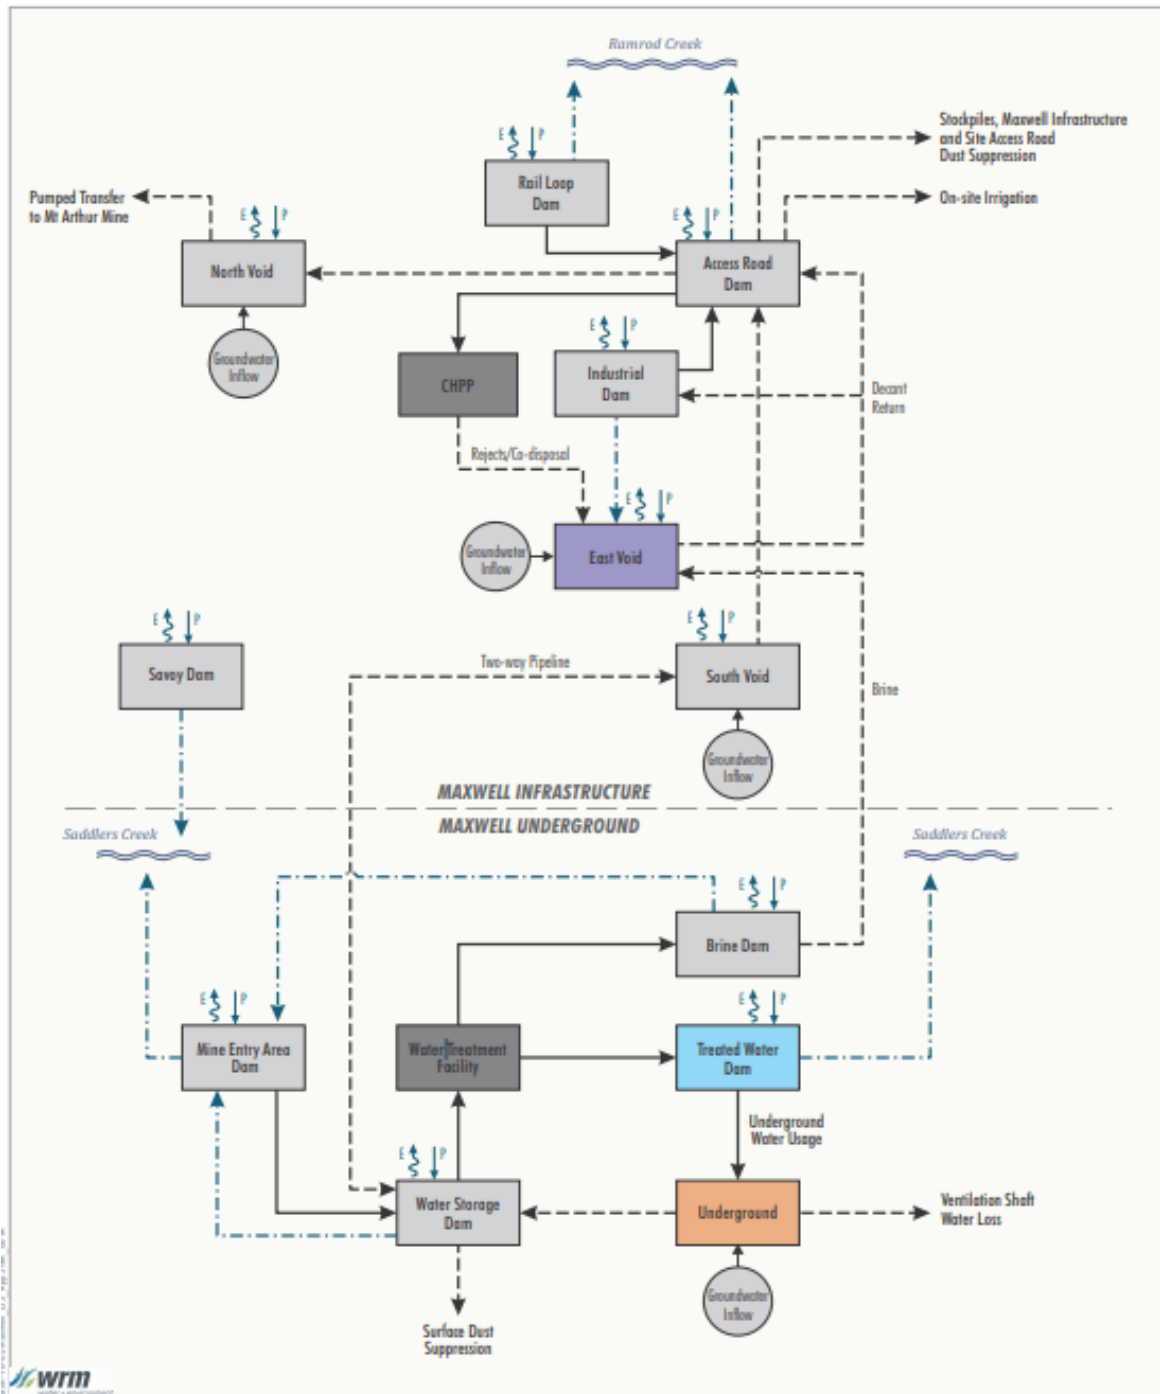 Ramrod Creek
Stockpiles, Maxwell Infrastructure
and Site Access Road
Dust Suppression
E P
Rail Loop
Dam
Pumped Transfer
to Mt Arthur Mine
On-site Irrigation
E P
E P
North Void
Access Road
Dam
E P
Groundwater
Inflow
CHPP
Industrial
Dam
Decant
Return
Rejects/Co-disposal
E P
Groundwater
Inflow
East Void
E P
E P
Two-way Pipeline
Savoy Dam
South Void
Brine
Groundwater
Inflow
MAXWELL INFRASTRUCTURE
MAXWELL UNDERGROUND
Saddlers Creek
Saddlers Creek
E P
Brine Dam
E P
E P
Mine Entry Area
Dam
Water Treatment
Facility
Treated Water
Dam
Underground
Water Usage
E P
Water Storage
Dam
Underground
Ventilation Shaft
Water Loss
Groundwater
Inflow
Surface Dust
Suppression
wrm